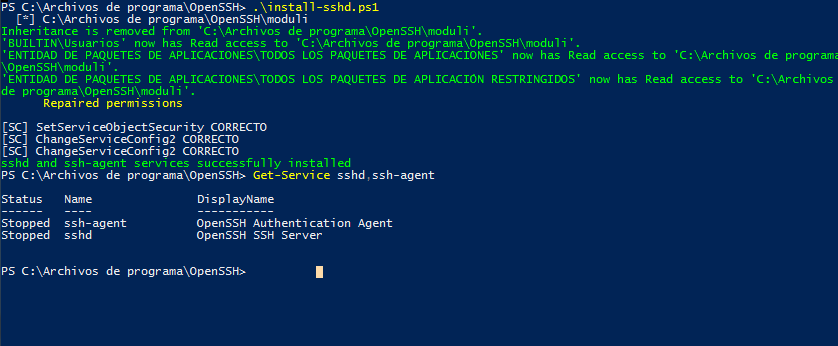 PS C:\Archivos de programa\OpenSSH> .\install-sshd.ps1
[*] C:\Archivos de programa\OpenSSH\moduli
Inheritance is removed from 'C:\Archivos de programa\OpenSSH\moduli'.
'BUILTIN\Usuarios' now has Read access to 'C:\Archivos de programa\OpenSSH\moduli'.
'ENTIDAD DE PAQUETES DE APLICACIONES\TODOS LOS PAQUETES DE APLICACIONES' now has Read access to 'C:\Archivos de programa
\OpenSSH\moduli'.
'ENTIDAD DE PAQUETES DE APLICACIONES\TODOS LOS PAQUETES DE APLICACIÓN RESTRINGIDOS' now has Read access to 'C:\Archivos
de programa\OpenSSH\moduli'.
Repaired permissions
[SC] SetServiceObjectSecurity CORRECTO
[SC] ChangeServiceConfig2 CORRECTO
[SC] ChangeServiceConfig2 CORRECTO
sshd and ssh-agent services successfully installed
PS C:\Archivos de programa\OpenSSH> Get-Service sshd,ssh-agent
Status Name DisplayName
------ ---- -----------
Stopped ssh-agent OpenSSH Authentication Agent
Stopped sshd OpenSSH SSH Server
PS C:\Archivos de programa\OpenSSH>